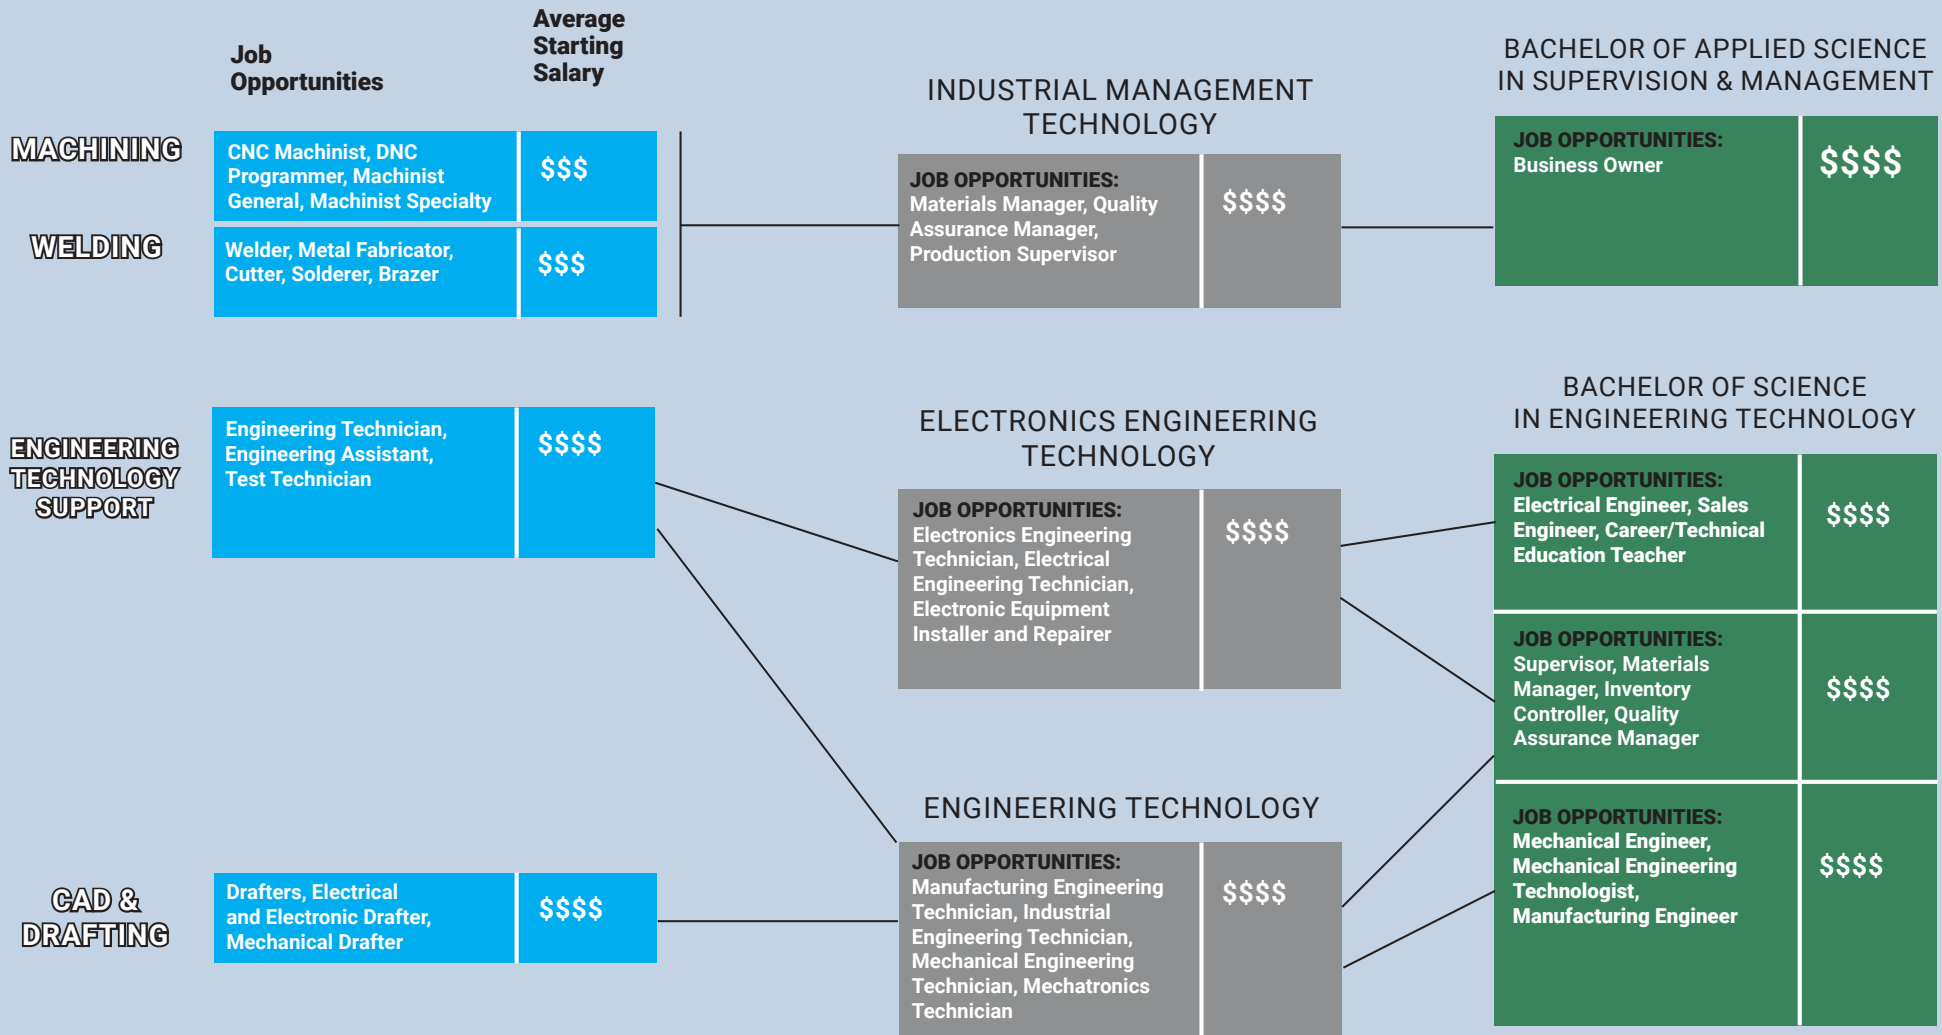 Job
Opportunities
Average
Starting
Salary
MACHINING
CNC Machinist, DNC
Programmer, Machinist
General, Machinist Specialty
$$$
WELDING
Welder, Metal Fabricator,
Cutter, Solderer, Brazer
$$$
INDUSTRIAL MANAGEMENT
TECHNOLOGY
JOB OPPORTUNITIES:
Materials Manager, Quality
Assurance Manager,
Production Supervisor
$$$$
BACHELOR OF APPLIED SCIENCE
IN SUPERVISION & MANAGEMENT
JOB OPPORTUNITIES:
Business Owner
$$$$
ENGINEERING
TECHNOLOGY
SUPPORT
Engineering Technician,
Engineering Assistant,
Test Technician
$$$$
ELECTRONICS ENGINEERING
TECHNOLOGY
JOB OPPORTUNITIES:
Electronics Engineering
Technician, Electrical
Engineering Technician,
Electronic Equipment
Installer and Repairer
$$$$
BACHELOR OF SCIENCE
IN ENGINEERING TECHNOLOGY
JOB OPPORTUNITIES:
Electrical Engineer, Sales
Engineer, Career/Technical
Education Teacher
$$$$
JOB OPPORTUNITIES:
Supervisor, Materials
Manager, Inventory
Controller, Quality
Assurance Manager
$$$$
JOB OPPORTUNITIES:
Mechanical Engineer,
Mechanical Engineering
Technologist,
Manufacturing Engineer
$$$$
CAD &
DRAFTING
Drafters, Electrical
and Electronic Drafter,
Mechanical Drafter
$$$$
ENGINEERING TECHNOLOGY
JOB OPPORTUNITIES:
Manufacturing Engineering
Technician, Industrial
Engineering Technician,
Mechanical Engineering
Technician, Mechatronics
Technician
$$$$